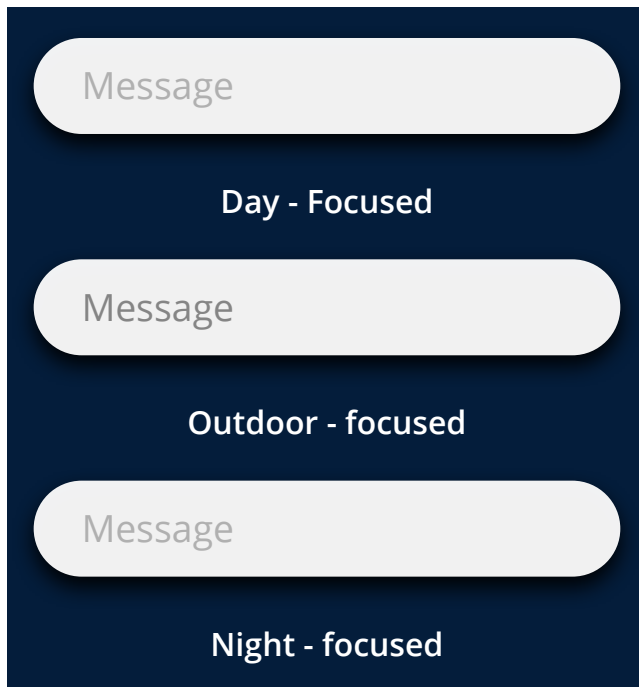 Message
Day - Focused
Message
Outdoor - focused
Message
Night - focused